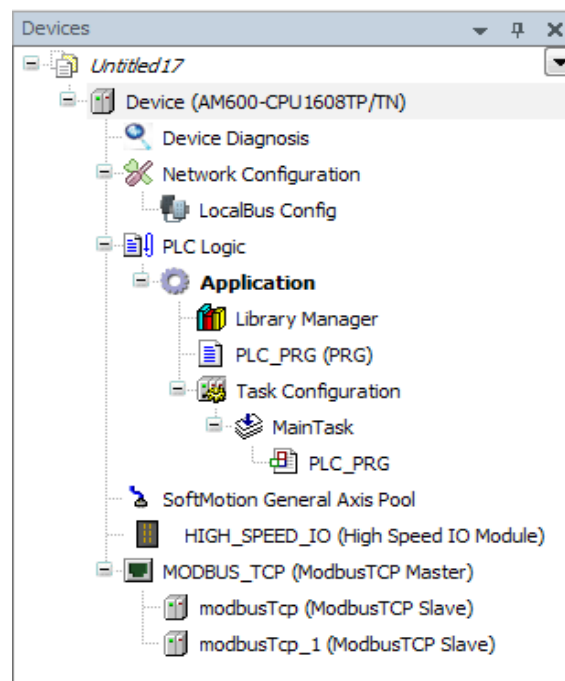 Devices
Untitled17
Device (AM600-CPU1608TP/TN)
Device Diagnosis
Network Configuration
LocalBus Config
PLC Logic
Application
Library Manager
PLC_PRG (PRG)
Task Configuration
MainTask
PLC_PRG
SoftMotion General Axis Pool
HIGH_SPEED_IO (High Speed IO Module)
MODBUS_TCP (ModbusTCP Master)
modbusTcp (ModbusTCP Slave)
modbusTcp_1 (ModbusTCP Slave)